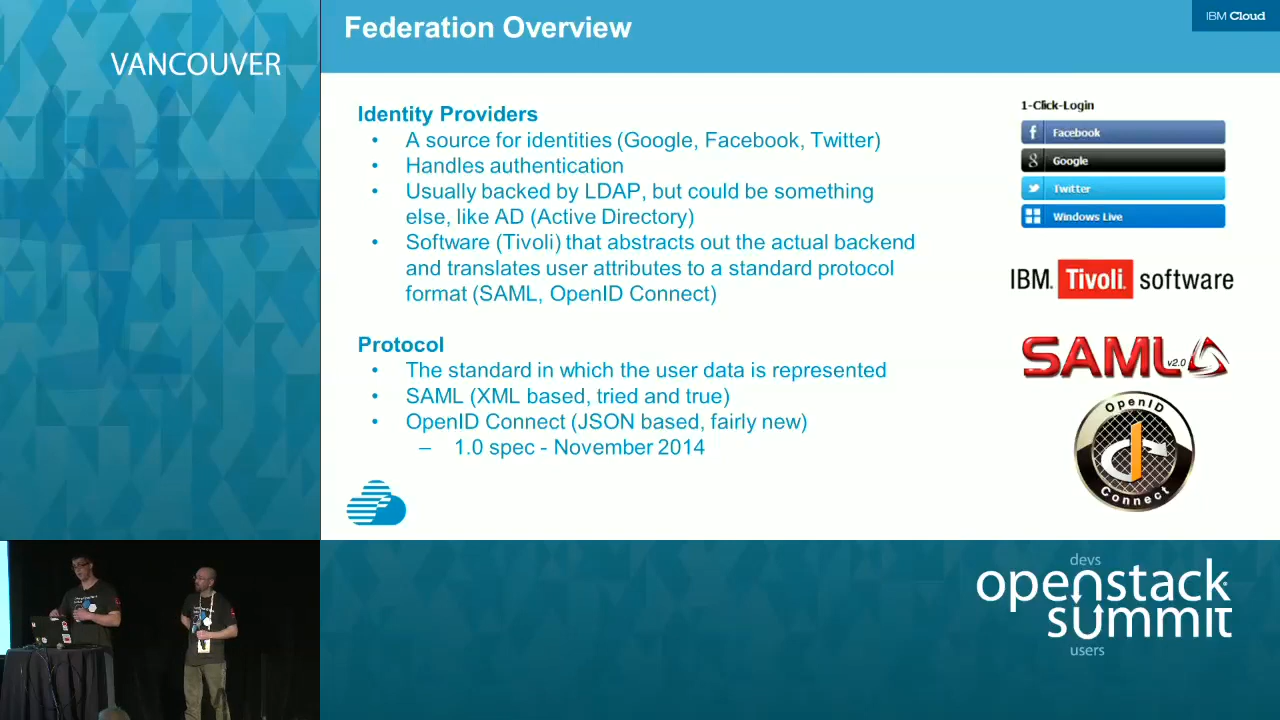 VANCOUVER
Federation Overview
IBM Cloud
Identity Providers
• A source for identities (Google, Facebook, Twitter)
• Handles authentication
• Usually backed by LDAP, but could be something
else, like AD (Active Directory)
• Software (Tivoli) that abstracts out the actual backend
and translates user attributes to a standard protocol
format (SAML, OpenID Connect)
Protocol
• The standard in which the user data is represented
• SAML (XML based, tried and true)
• OpenID Connect (JSON based, fairly new)
– 1.0 spec - November 2014
1-Click-Login
Facebook
Google
Twitter
Windows Live
IBM. Tivoli. software
SAML v2.0
OpenID
Connect
devs
openstack
summit
users